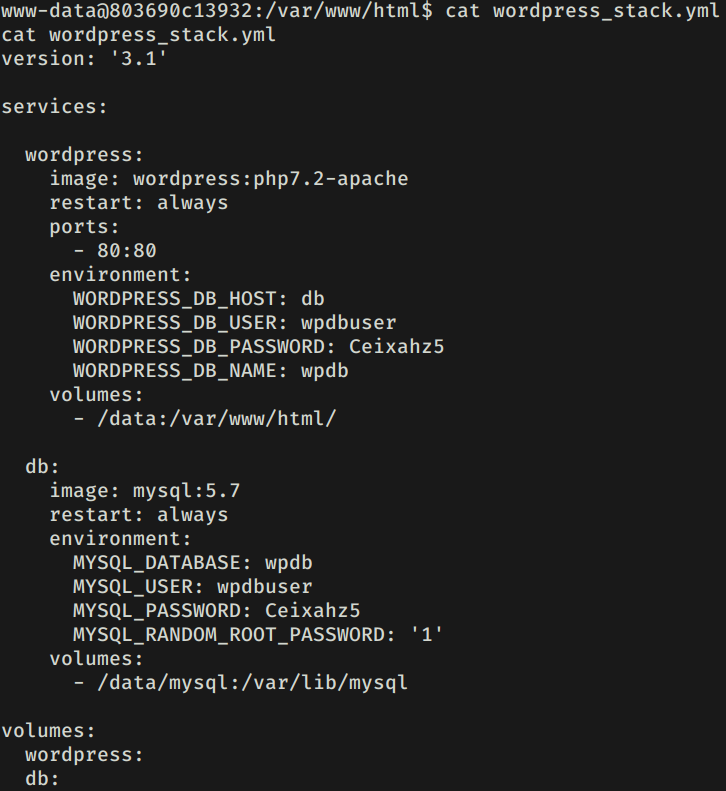 www-data@803690c13932:/var/www/html$ cat wordpress_stack.yml
cat wordpress_stack.yml
version: '3.1'

services:

  wordpress:
    image: wordpress:php7.2-apache
    restart: always
    ports:
      - 80:80
    environment:
      WORDPRESS_DB_HOST: db
      WORDPRESS_DB_USER: wpdbuser
      WORDPRESS_DB_PASSWORD: Ceixahz5
      WORDPRESS_DB_NAME: wpdb
    volumes:
      - /data:/var/www/html/

  db:
    image: mysql:5.7
    restart: always
    environment:
      MYSQL_DATABASE: wpdb
      MYSQL_USER: wpdbuser
      MYSQL_PASSWORD: Ceixahz5
      MYSQL_RANDOM_ROOT_PASSWORD: '1'
    volumes:
      - /data/mysql:/var/lib/mysql

volumes:
  wordpress:
  db: